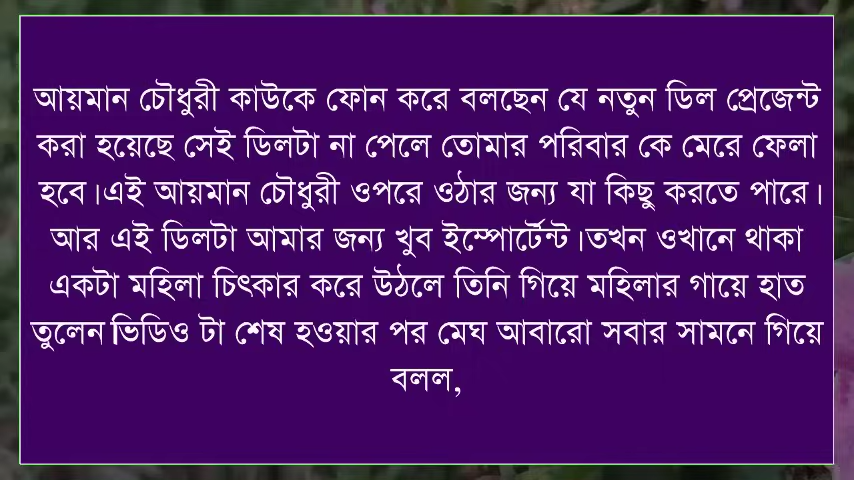 আয়মান চৌধুরী কাউকে ফোন করে বলছেন যে নতুন ডিল প্রেজেন্ট
করা হয়েছে সেই ডিলটা না পেলে তোমার পরিবার কে মেরে ফেলা
হবে।এই আয়মান চৌধুরী ওপরে ওঠার জন্য যা কিছু করতে পারে।
আর এই ডিলটা আমার জন্য খুব ইম্পোর্টেন্ট।তখন ওখানে থাকা
একটা মহিলা চিৎকার করে উঠলে তিনি গিয়ে মহিলার গায়ে হাত
তুলেন ভিডিও টা শেষ হওয়ার পর মেঘ আবারো সবার সামনে গিয়ে
বলল,